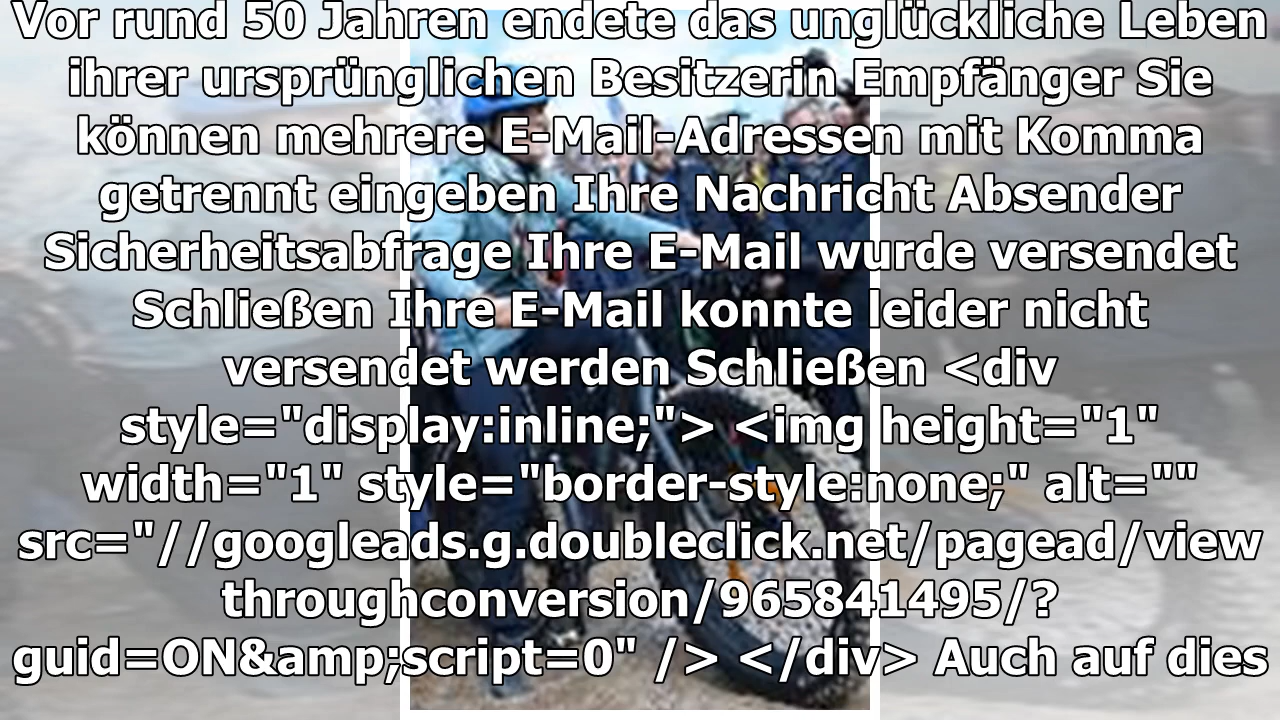 Vor rund 50 Jahren endete das unglückliche Leben
ihrer ursprünglichen Besitzerin Empfänger Sie
können mehrere E-Mail-Adressen mit Komma
getrennt eingeben Ihre Nachricht Absender
Sicherheitsabfrage Ihre E-Mail wurde versendet
Schließen Ihre E-Mail konnte leider nicht
versendet werden Schließen <div
style="display:inline;"> <img height="1"
width="1" style="border-style:none;" alt=""
src="//googleads.g.doubleclick.net/pagead/view
throughconversion/965841495/?
guid=ON&amp;script=0" /> </div> Auch auf dies